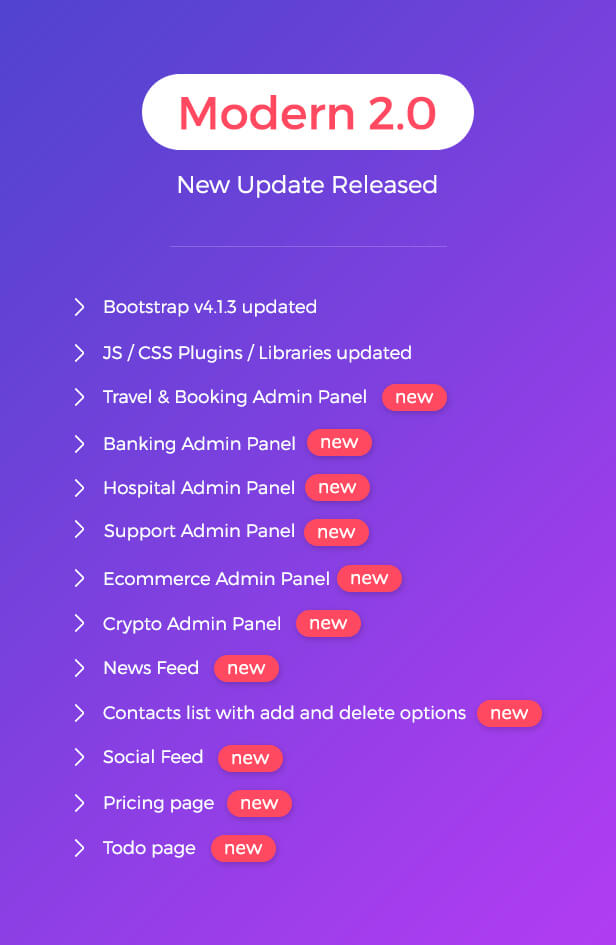 Modern 2.0
New Update Released
Bootstrap v4.1.3 updated
JS / CSS Plugins / Libraries updated
Travel & Booking Admin Panel new
Banking Admin Panel new
Hospital Admin Panel new
Support Admin Panel new
Ecommerce Admin Panel new
Crypto Admin Panel new
News Feed new
Contacts list with add and delete options new
Social Feed new
Pricing page new
Todo page new